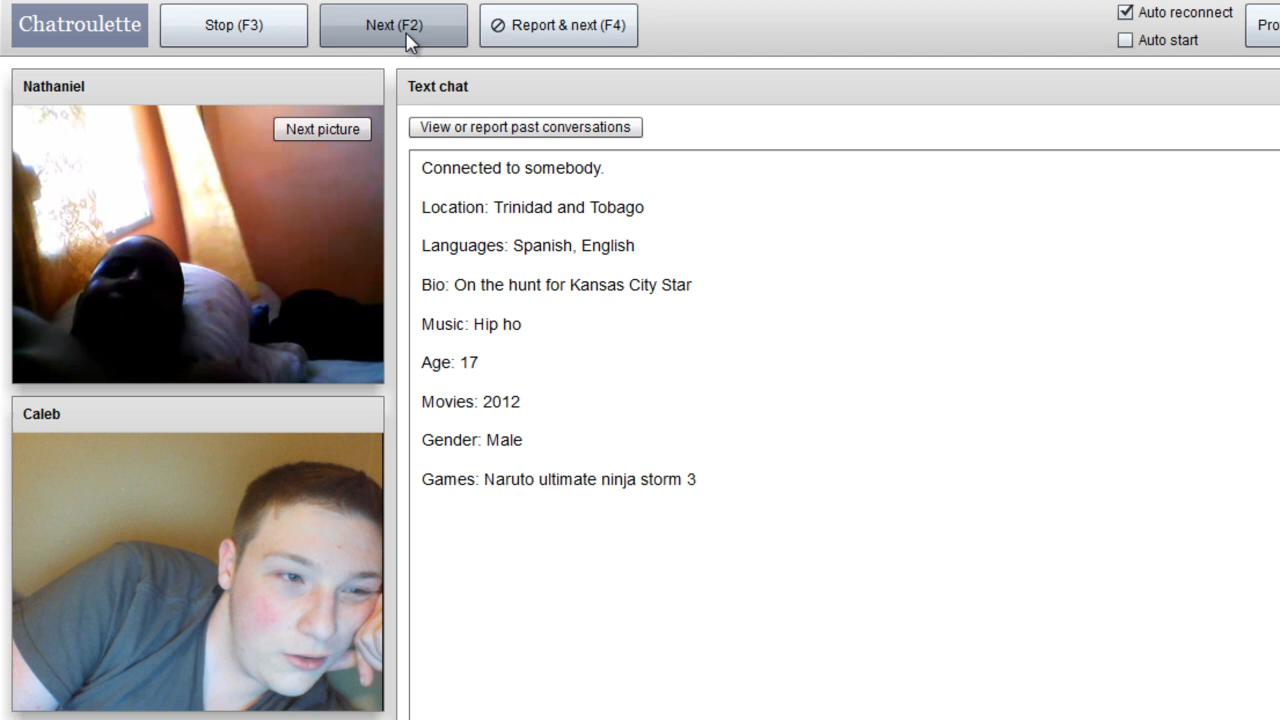 Chatroulette
Stop (F3)
Next (F2)
Report & next (F4)
Auto reconnect
Auto start
Nathaniel
Next picture
Caleb
Text chat
View or report past conversations
Connected to somebody.
Location: Trinidad and Tobago
Languages: Spanish, English
Bio: On the hunt for Kansas City Star
Music: Hip ho
Age: 17
Movies: 2012
Gender: Male
Games: Naruto ultimate ninja storm 3